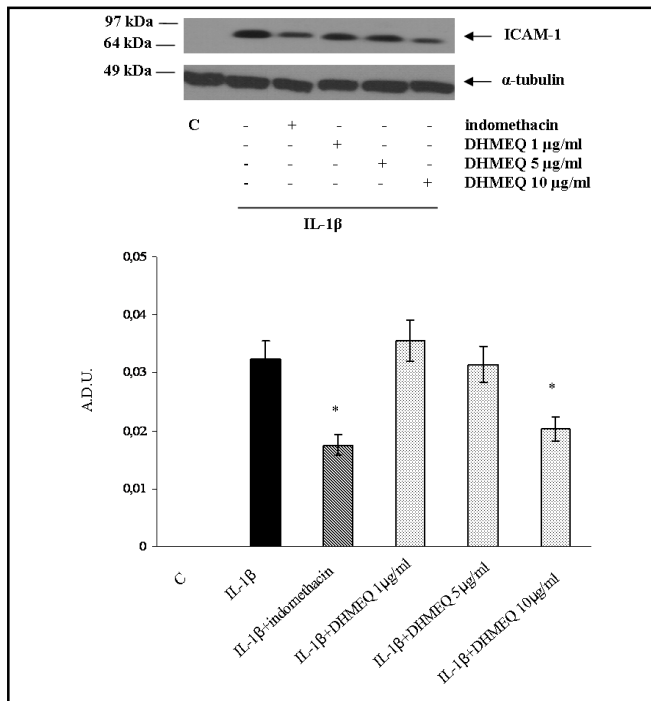 97 kDa
64 kDa
ICAM-1
49 kDa
α-tubulin
C - + - - - indomethacin
- - + - - DHMEQ 1 µg/ml
- - - + - DHMEQ 5 µg/ml
- - - - + DHMEQ 10 µg/ml
IL-1β
0,05
0,04
0,03
0,02
0,01
0
A.D.U.
*
*
C
IL-1β
IL-1β+indomethacin
IL-1β+DHMEQ 1µg/ml
IL-1β+DHMEQ 5µg/ml
IL-1β+DHMEQ 10µg/ml